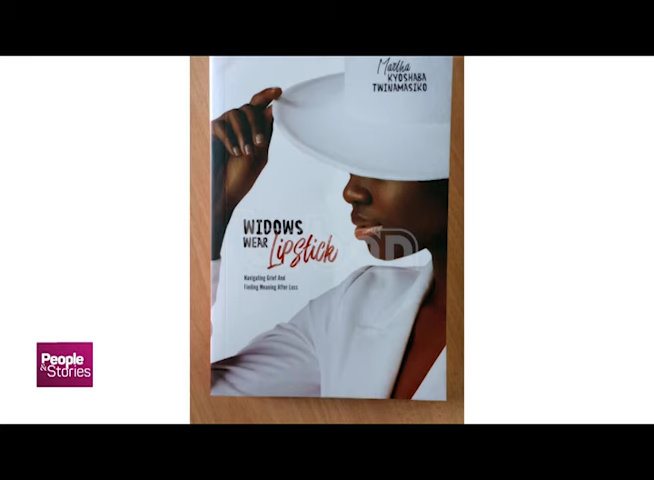 Martha
KYOSHABA
TWINAMASIKO
WIDOWS
WEAR Lipstick
Navigating Grief And
Finding Meaning After Loss
People
& Stories